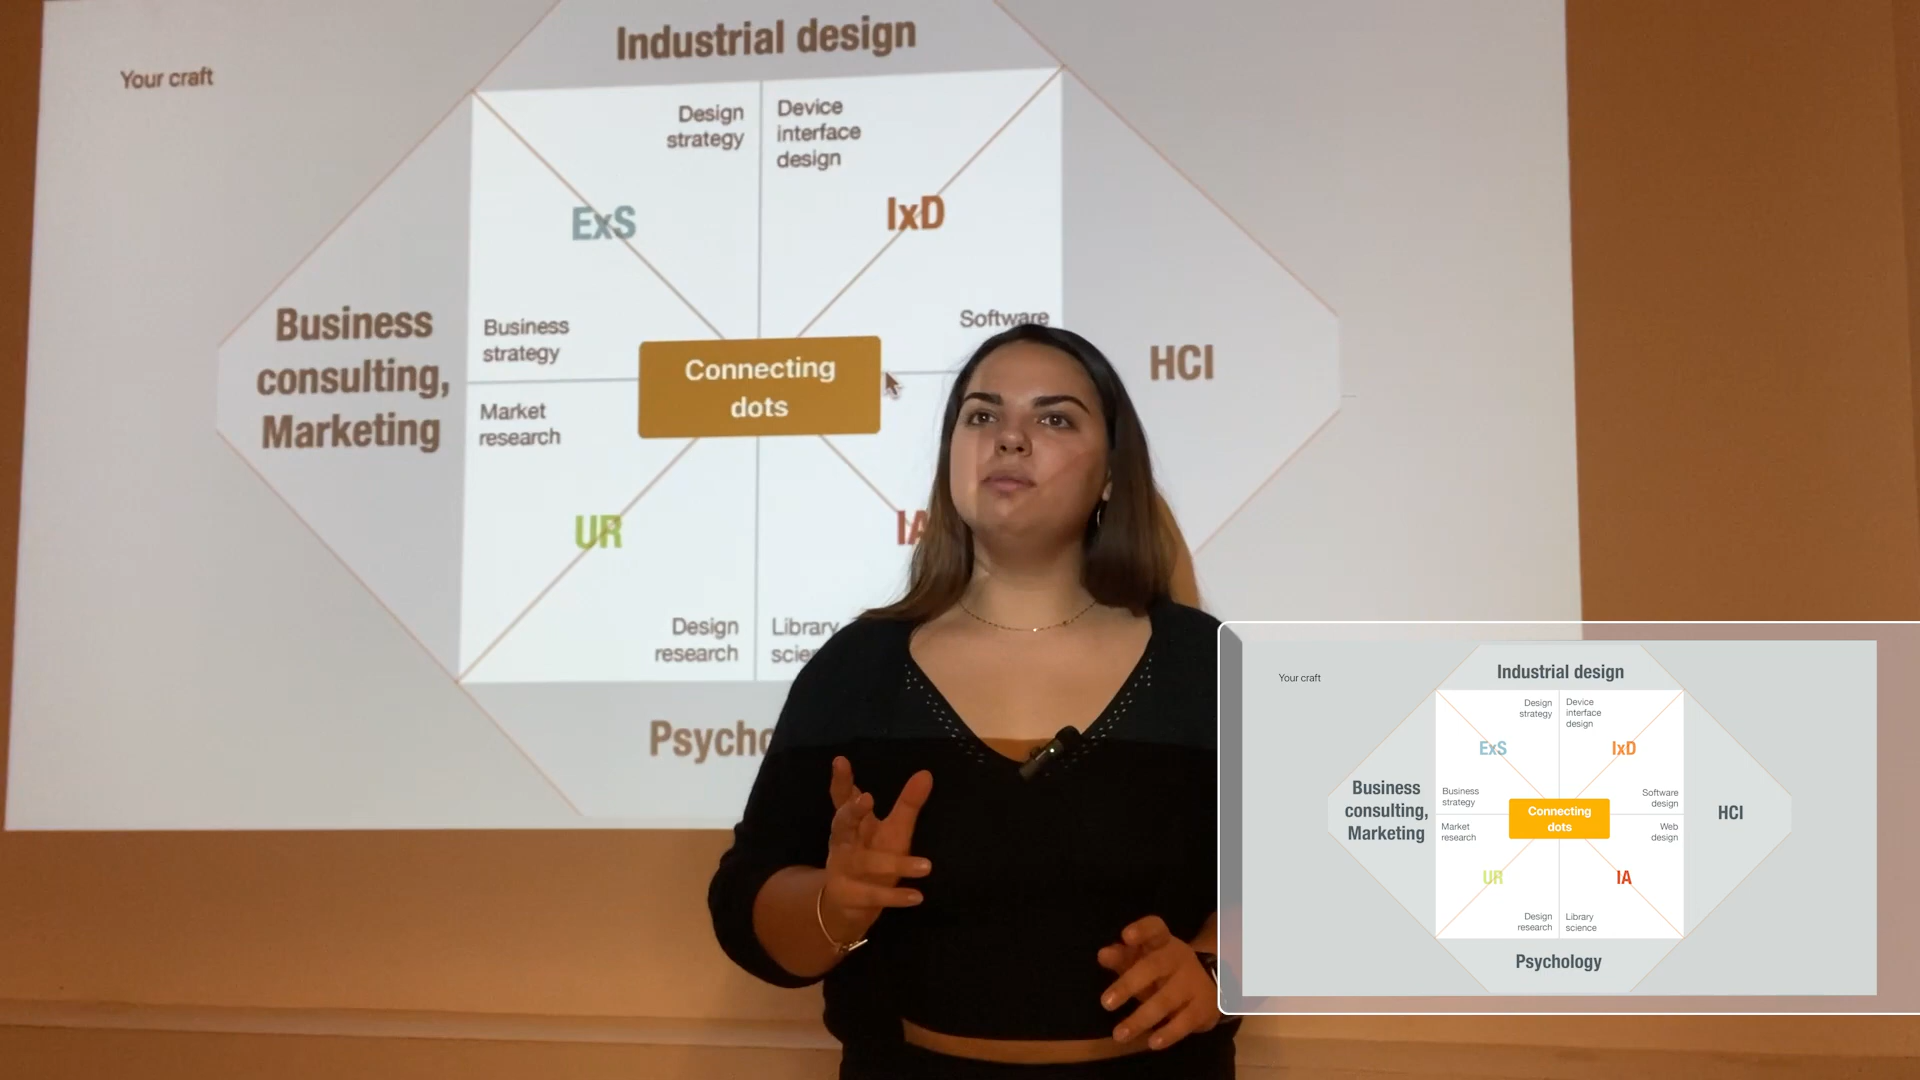 Industrial design
Your craft
Design
strategy
Device
interface
design
ExS
IxD
Business
consulting,
Marketing
Business
strategy
Software
Connecting
dots
HCI
Market
research
UR
IA
Design
research
Library
scie
Psycho
Your craft
Industrial design
Design
strategy
Device
interface
design
ExS
IxD
Business
consulting,
Marketing
Business
strategy
Software
design
Connecting
dots
HCI
Market
research
Web
design
UR
IA
Design
research
Library
science
Psychology